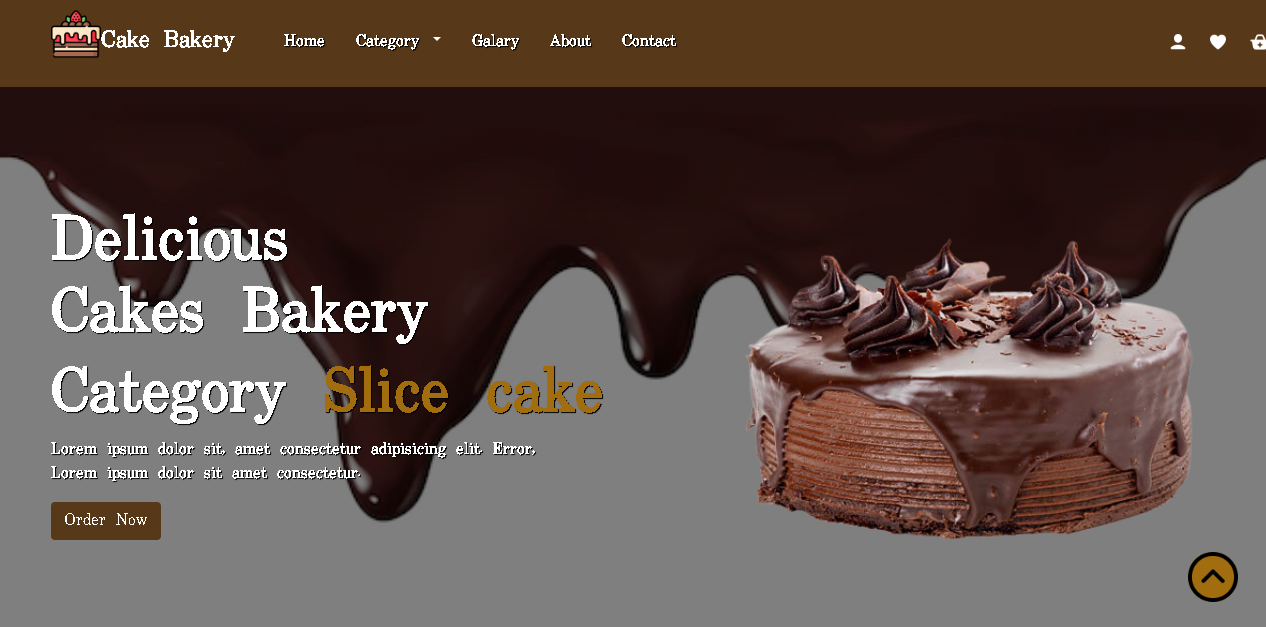 Cake Bakery
Home
Category
Galary
About
Contact
Delicious
Cakes Bakery
Category Slice cake
Lorem ipsum dolor sit, amet consectetur adipisicing elit. Error,
Lorem ipsum dolor sit amet consectetur.
Order Now